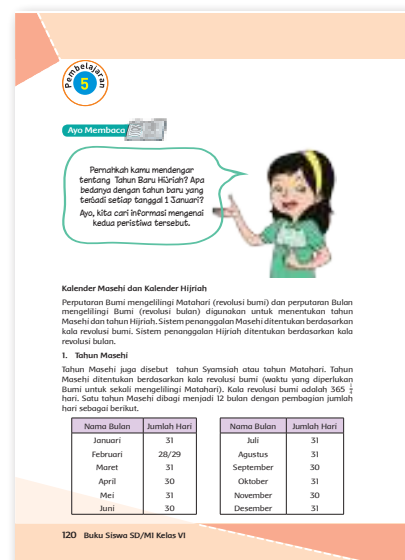 Pembelajaran
5
Ayo Membaca
Pernahkah kamu mendengar
tentang Tahun Baru Hijriah? Apa
bedanya dengan tahun baru yang
terjadi setiap tanggal 1 Januari?
Ayo, kita cari informasi mengenai
kedua peristiwa tersebut.
Kalender Masehi dan Kalender Hijriah
Perputaran Bumi mengelilingi Matahari (revolusi bumi) dan perputaran Bulan
mengelilingi Bumi (revolusi bulan) digunakan untuk menentukan tahun
Masehi dan tahun Hijriah. Sistem penanggalan Masehi ditentukan berdasarkan
kala revolusi bumi. Sistem penanggalan Hijriah ditentukan berdasarkan kala
revolusi bulan.
1. Tahun Masehi
Tahun Masehi juga disebut tahun Syamsiah atau tahun Matahari. Tahun
Masehi ditentukan berdasarkan kala revolusi bumi (waktu yang diperlukan
Bumi untuk sekali mengelilingi Matahari). Kala revolusi bumi adalah 365 ¼
hari. Satu tahun Masehi dibagi menjadi 12 bulan dengan pembagian jumlah
hari sebagai berikut.
Nama Bulan Jumlah Hari
Januari 31
Februari 28/29
Maret 31
April 30
Mei 31
Juni 30
Nama Bulan Jumlah Hari
Juli 31
Agustus 31
September 30
Oktober 31
November 30
Desember 31
120 Buku Siswa SD/MI Kelas VI